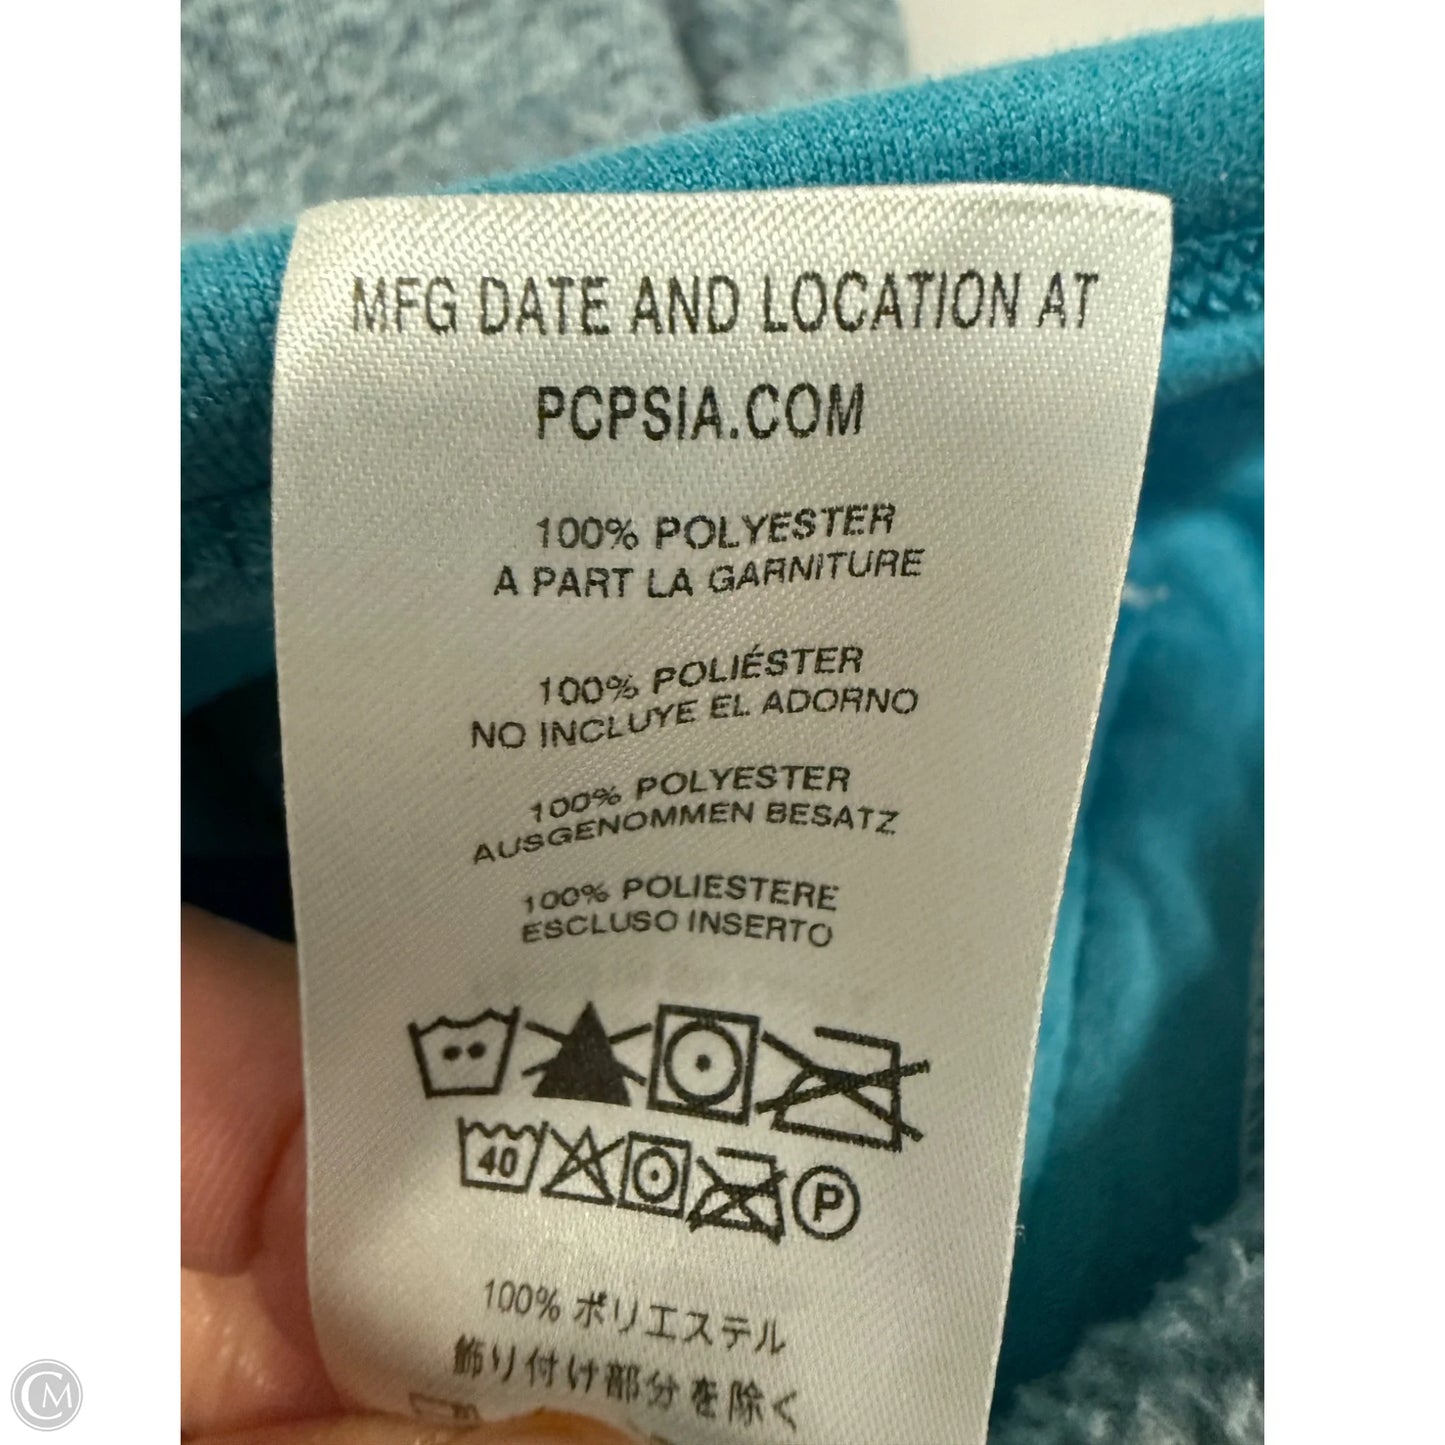 MFG DATE AND LOCATION AT
PCPSIA.COM
100% POLYESTER
A PART LA GARNITURE
100% POLIÉSTER
NO INCLUYE EL ADORNO
100% POLYESTER
AUSGENOMMEN BESATZ
100% POLIESTERE
ESCLUSO INSERTO
40 P
100% ポリエステル
飾り付け部分を除く
CM